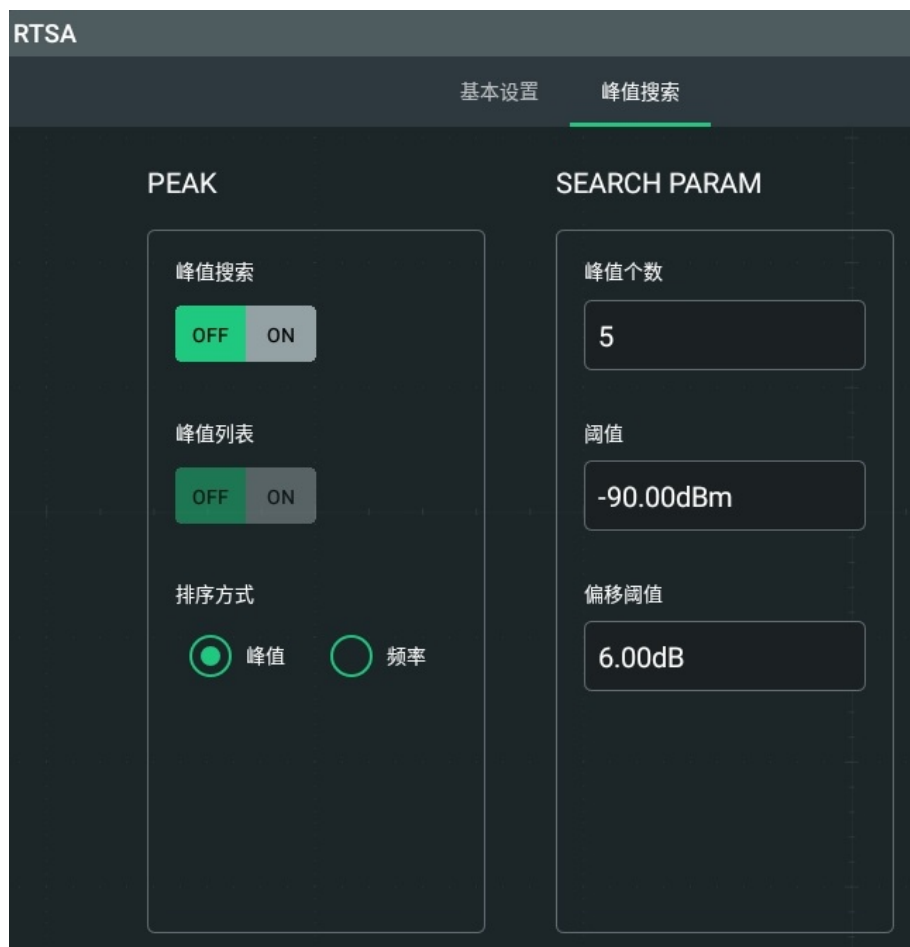 RTSA
基本设置 峰值搜索
PEAK
峰值搜索
OFF ON
峰值列表
OFF ON
排序方式
峰值 频率
SEARCH PARAM
峰值个数
5
阈值
-90.00dBm
偏移阈值
6.00dB